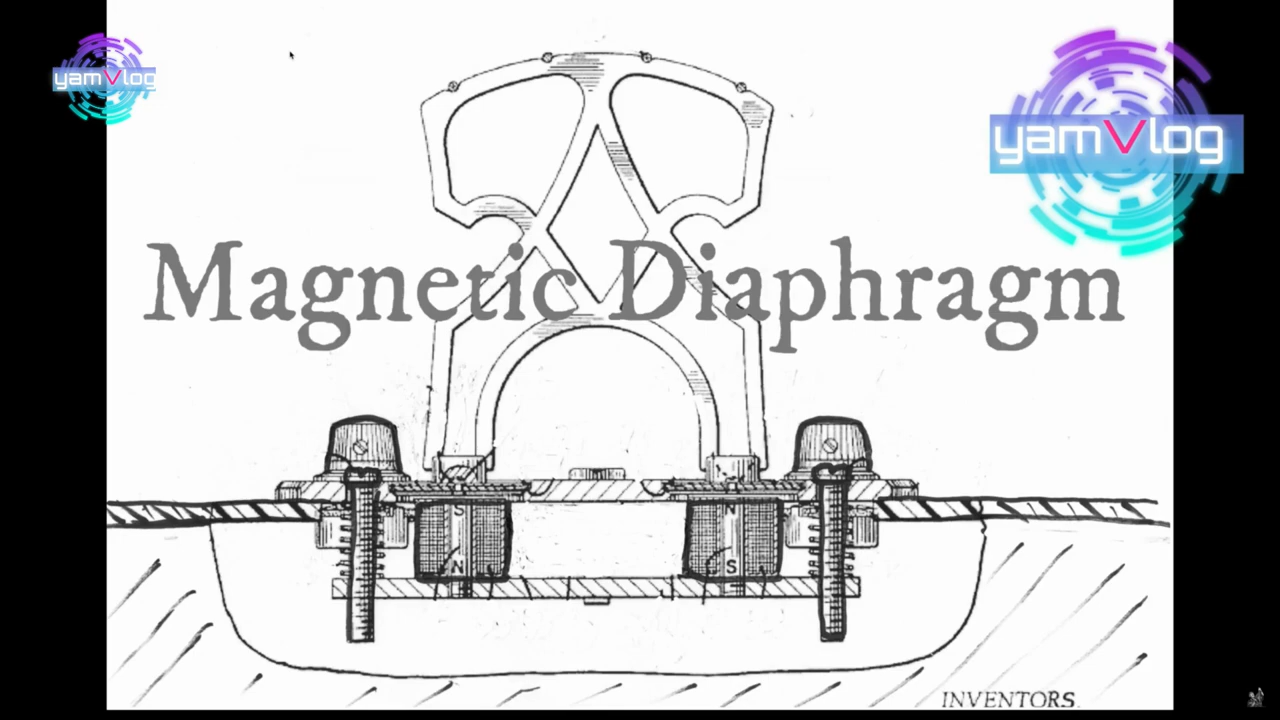 yamVlog
yamVlog
Magnetic Diaphragm
S
N
N
S
INVENTORS.